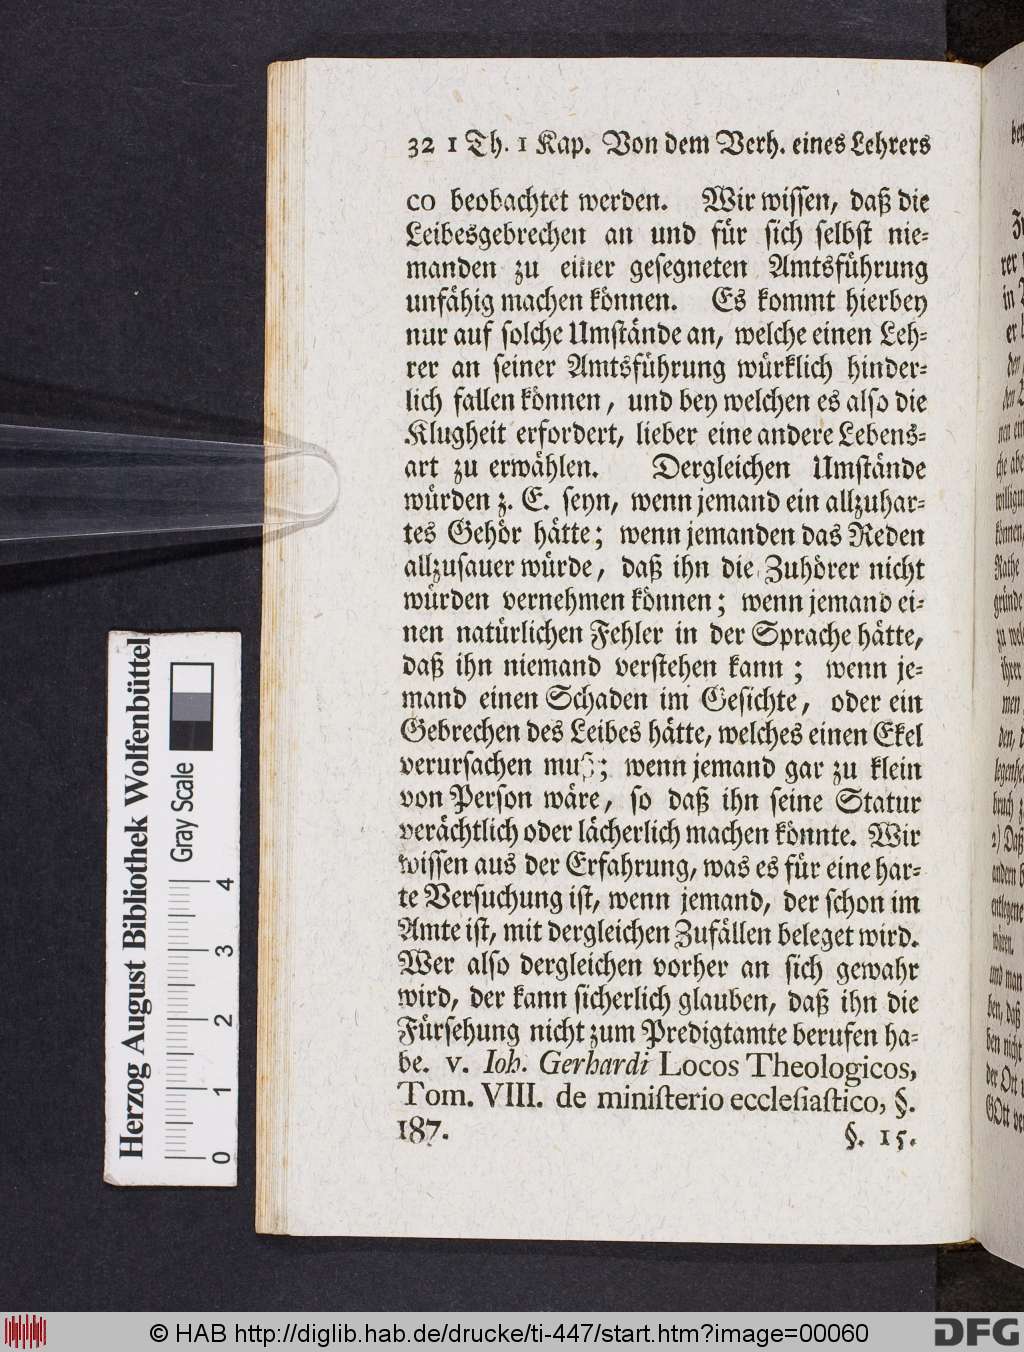 32 1 Th. 1 Kap. Von dem Verh. eines Lehrers
co beobachtet werden. Wir wissen, daß die
Leibesgebrechen an und für sich selbst nie-
manden zu einer gesegneten Amtsführung
unfähig machen können. Es kommt hierbey
nur auf solche Umstände an, welche einen Leh-
rer an seiner Amtsführung würklich hinder-
lich fallen können, und bey welchen es also die
Klugheit erfordert, lieber eine andere Lebens-
art zu erwählen. Dergleichen Umstände
würden z. E. seyn, wenn jemand ein allzuhar-
tes Gehör hätte; wenn jemanden das Reden
allzusauer würde, daß ihn die Zuhörer nicht
würden vernehmen können; wenn jemand ei-
nen natürlichen Fehler in der Sprache hätte,
daß ihn niemand verstehen kann; wenn je-
mand einen Schaden im Gesichte, oder ein
Gebrechen des Leibes hätte, welches einen Ekel
verursachen muß; wenn jemand gar zu klein
von Person wäre, so daß ihn seine Statur
verächtlich oder lächerlich machen könnte. Wir
wissen aus der Erfahrung, was es für eine har-
te Versuchung ist, wenn jemand, der schon im
Amte ist, mit dergleichen Zufällen beleget wird.
Wer also dergleichen vorher an sich gewahr
wird, der kann sicherlich glauben, daß ihn die
Fürsehung nicht zum Predigtamte berufen ha-
be. v. Ioh. Gerhardi Locos Theologicos,
Tom. VIII. de ministerio ecclesiastico, §.
187.
§. 15.
Herzog August Bibliothek Wolfenbüttel
Gray Scale
0 1 2 3 4
© HAB http://diglib.hab.de/drucke/ti-447/start.htm?image=00060
DFG